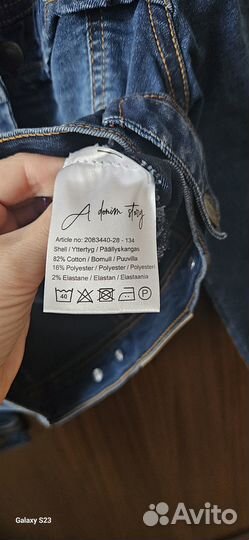 A denim story
Article no: 2083440-28 - 134
Shell / Yttertyg / Päällyskangas
82% Cotton / Bomull / Puuvilla
16% Polyester / Polyester / Polyesteri
2% Elastane / Elastan / Elastaania
40
P
Galaxy S23
Avito